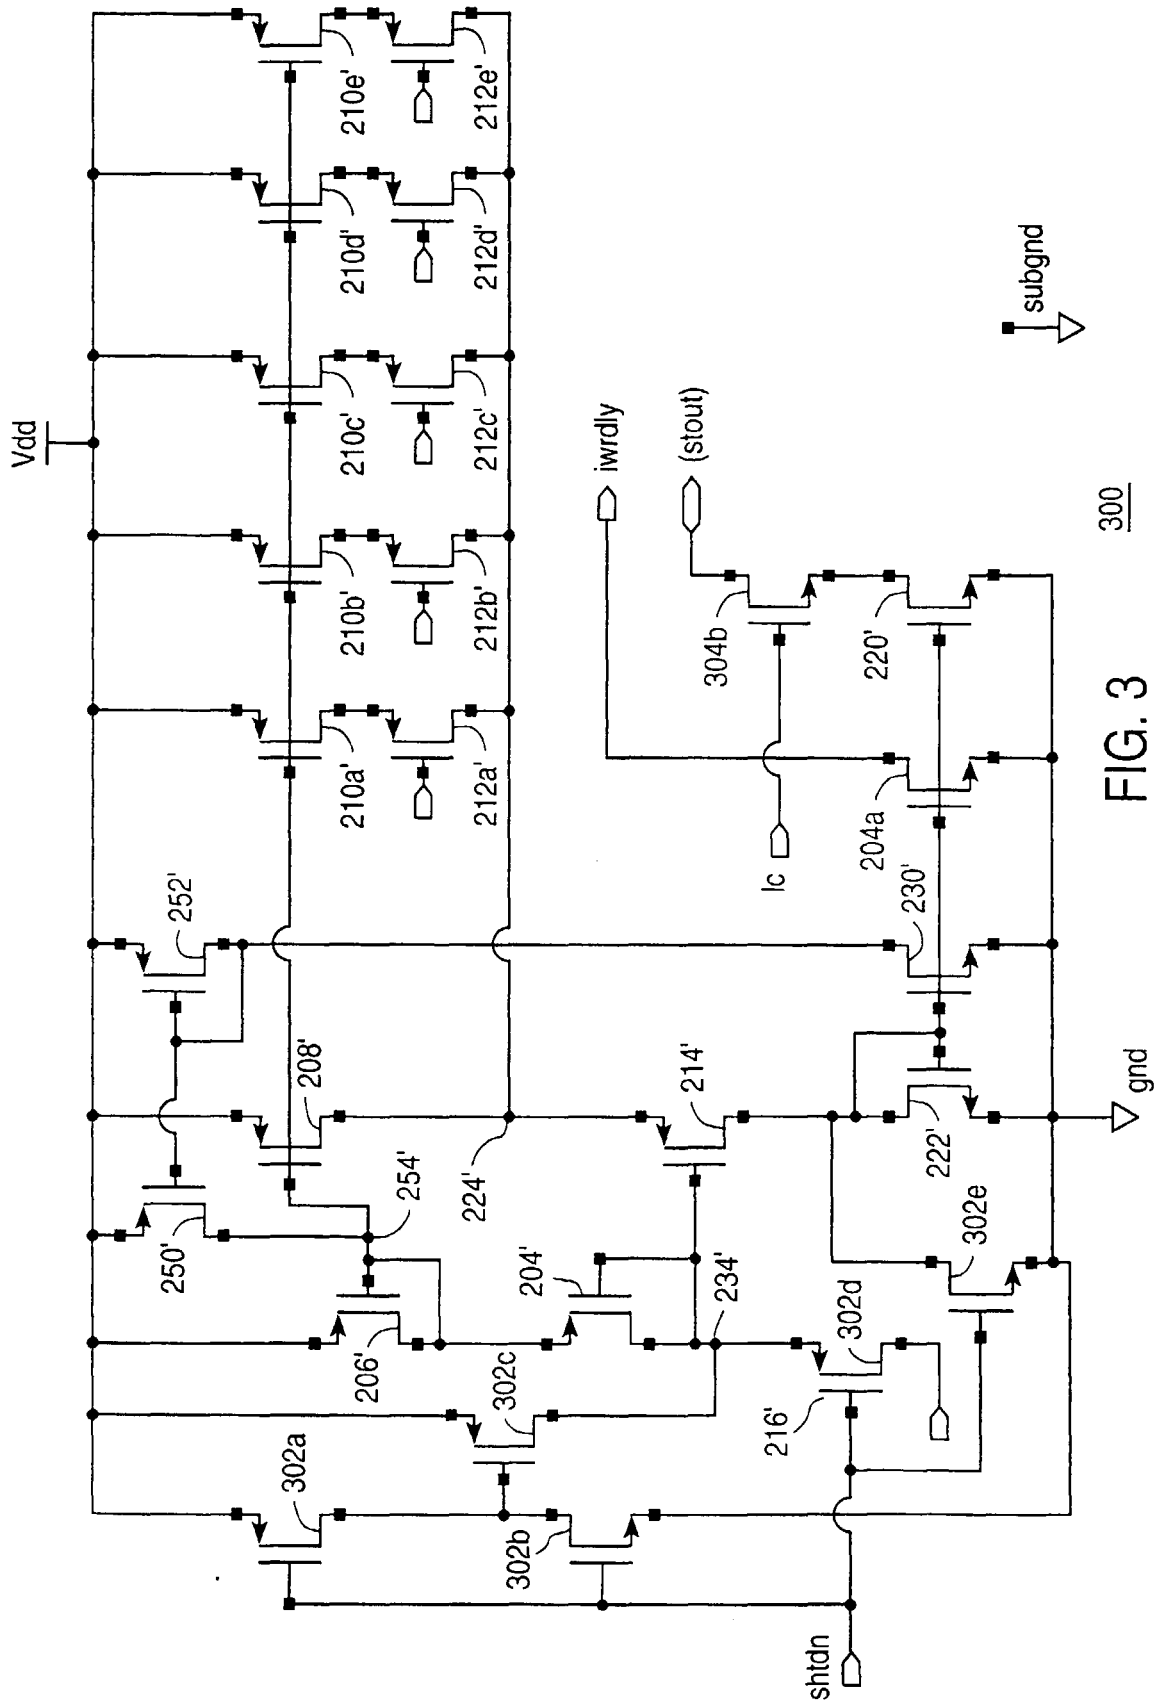 Vdd
210e'
212e'
210d'
212d'
210c'
212c'
210b'
212b'
210a'
212a'
252'
208'
250'
254'
224'
214'
206'
204'
234'
302c
302a
302b
302d
216'
302e
222'
230'
204a
220'
304b
lc
iwrdly
(stout)
subgnd
gnd
shtdn
300
FIG. 3